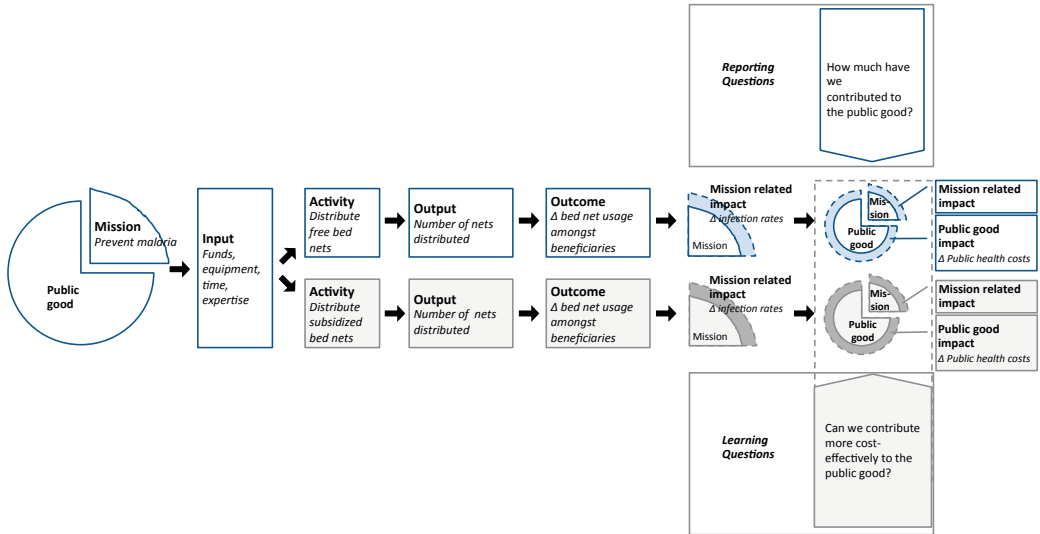 Reporting
Questions
How much have
we
contributed to
the public good?
Mission
Prevent malaria
Public
good
Input
Funds,
equipment,
time,
expertise
Activity
Distribute
free bed
nets
Output
Number of nets
distributed
Outcome
Δ bed net usage
amongst
beneficiaries
Mission related
impact
Δ infection rates
Mission
Mis-
sion
Public
good
Mission related
impact
Public good
impact
Δ Public health costs
Activity
Distribute
subsidized
bed nets
Output
Number of nets
distributed
Outcome
Δ bed net usage
amongst
beneficiaries
Mission related
impact
Δ infection rates
Mission
Mis-
sion
Public
good
Mission related
impact
Public good
impact
Δ Public health costs
Learning
Questions
Can we contribute
more cost-
effectively to the
public good?